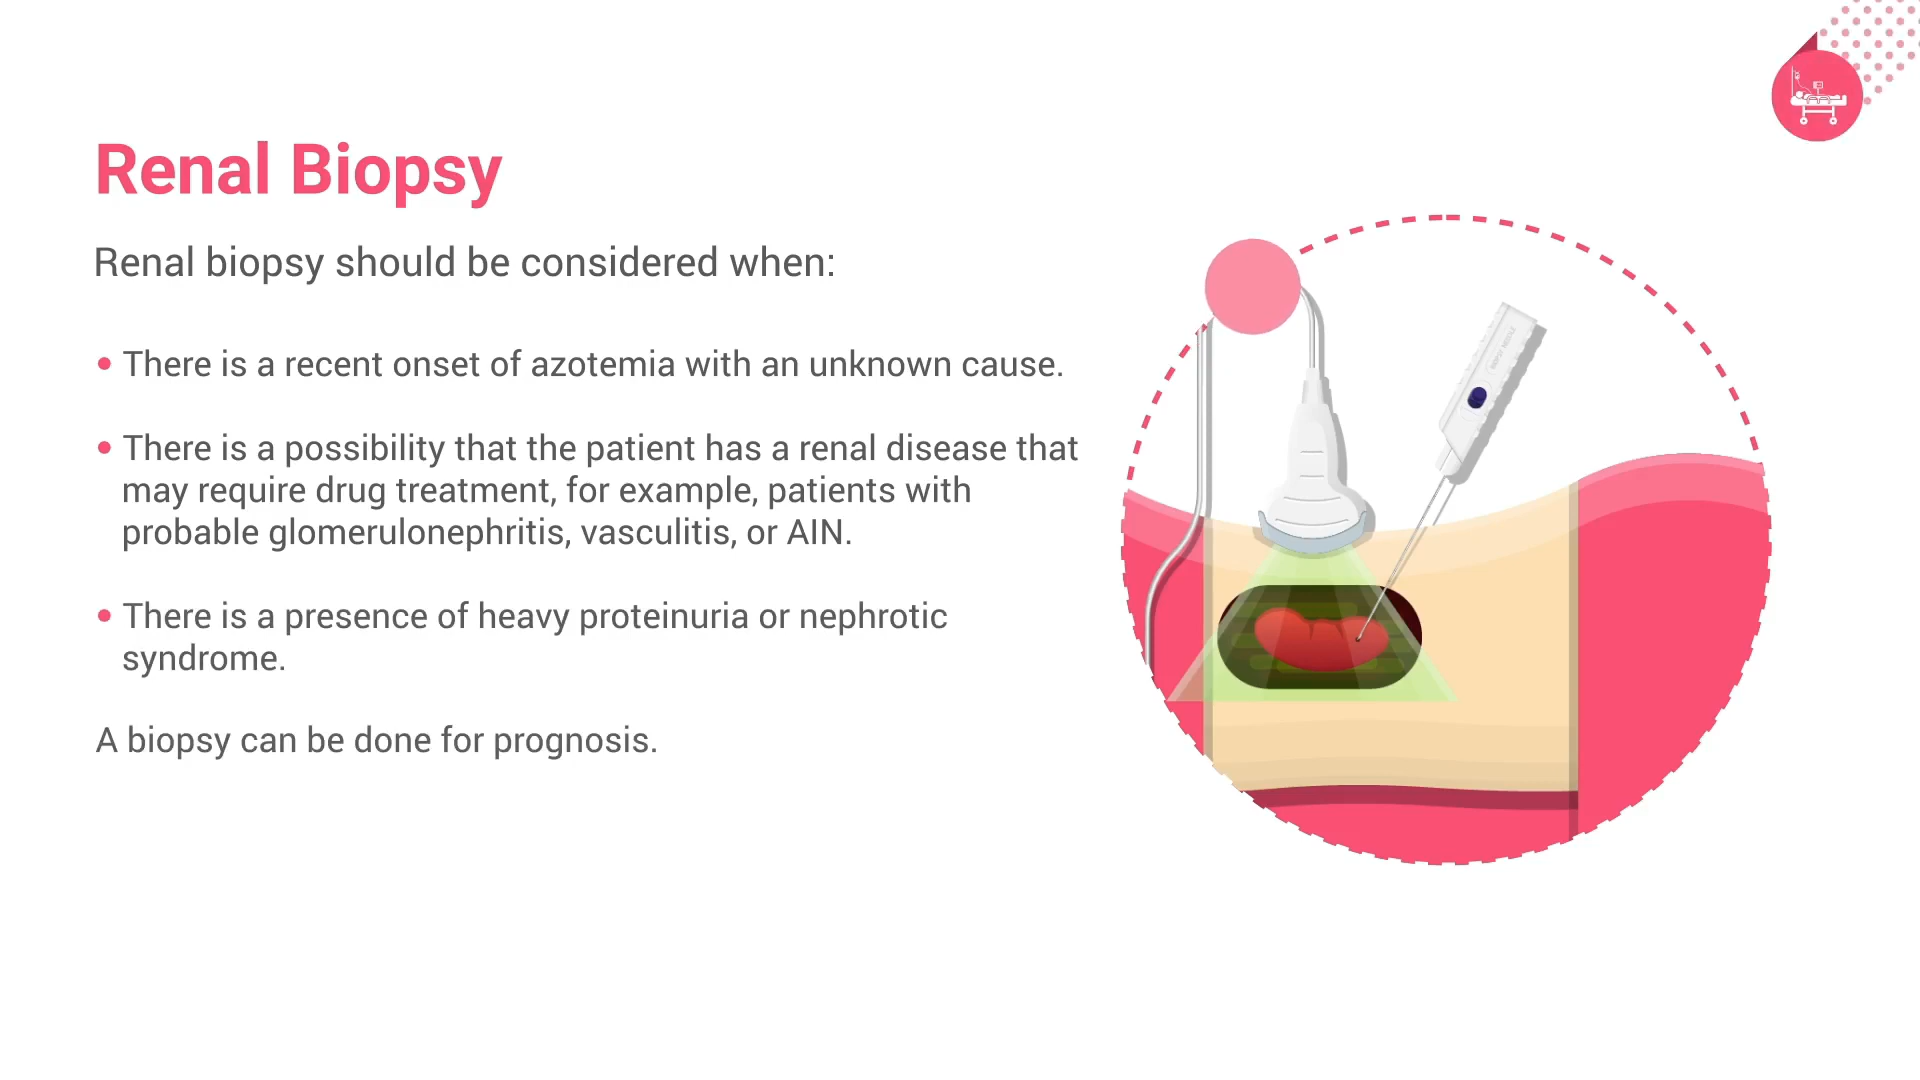 Renal Biopsy
Renal biopsy should be considered when:
• There is a recent onset of azotemia with an unknown cause.
• There is a possibility that the patient has a renal disease that
may require drug treatment, for example, patients with
probable glomerulonephritis, vasculitis, or AIN.
• There is a presence of heavy proteinuria or nephrotic
syndrome.
A biopsy can be done for prognosis.